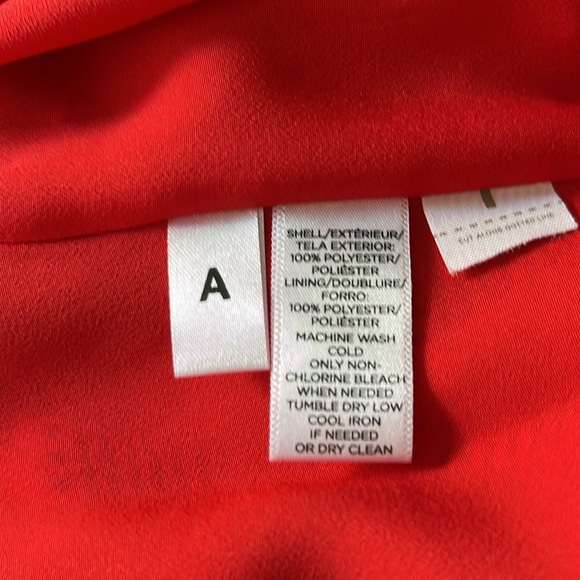 A
SHELL/EXTÉRIEUR/
TELA EXTERIOR:
100% POLYESTER/
POLIÉSTER
LINING/DOUBLURE/
FORRO:
100% POLYESTER/
POLIÉSTER
MACHINE WASH
COLD
ONLY NON-
CHLORINE BLEACH
WHEN NEEDED
TUMBLE DRY LOW
COOL IRON
IF NEEDED
OR DRY CLEAN
CUT ALONG DOTTED LINE